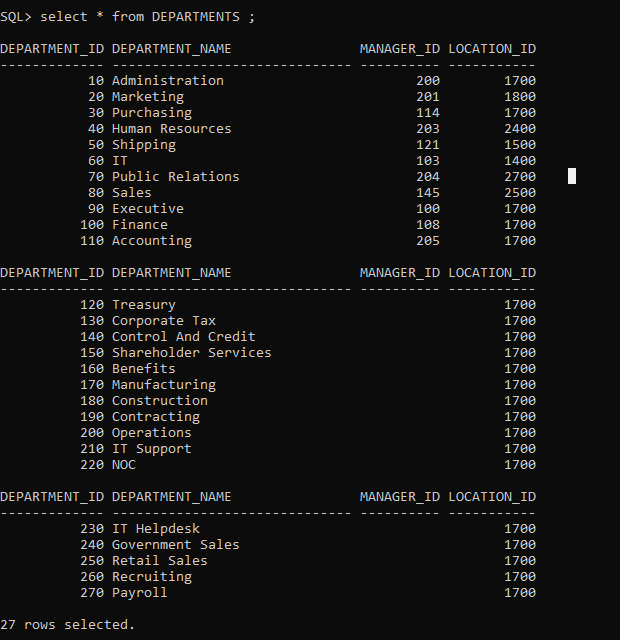 SQL> select * from DEPARTMENTS ;
DEPARTMENT_ID DEPARTMENT_NAME                MANAGER_ID LOCATION_ID
------------- ------------------------------ ---------- -----------
           10 Administration                        200        1700
           20 Marketing                             201        1800
           30 Purchasing                            114        1700
           40 Human Resources                       203        2400
           50 Shipping                              121        1500
           60 IT                                    103        1400
           70 Public Relations                      204        2700
           80 Sales                                 145        2500
           90 Executive                             100        1700
          100 Finance                               108        1700
          110 Accounting                            205        1700
DEPARTMENT_ID DEPARTMENT_NAME                MANAGER_ID LOCATION_ID
------------- ------------------------------ ---------- -----------
          120 Treasury                                         1700
          130 Corporate Tax                                    1700
          140 Control And Credit                               1700
          150 Shareholder Services                             1700
          160 Benefits                                         1700
          170 Manufacturing                                    1700
          180 Construction                                     1700
          190 Contracting                                      1700
          200 Operations                                       1700
          210 IT Support                                       1700
          220 NOC                                              1700
DEPARTMENT_ID DEPARTMENT_NAME                MANAGER_ID LOCATION_ID
------------- ------------------------------ ---------- -----------
          230 IT Helpdesk                                      1700
          240 Government Sales                                 1700
          250 Retail Sales                                     1700
          260 Recruiting                                       1700
          270 Payroll                                          1700
27 rows selected.